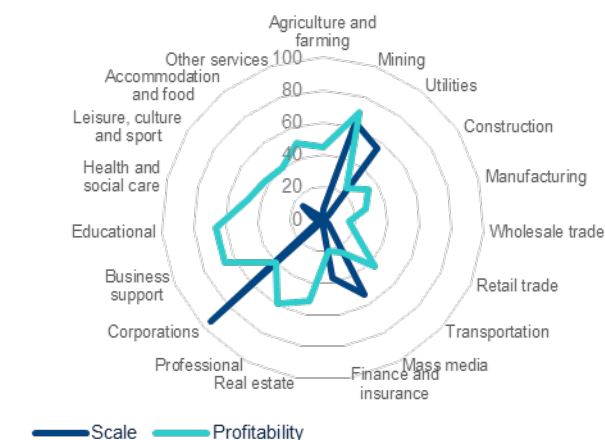 Agriculture and
farming
Mining
Utilities
Construction
Manufacturing
Wholesale trade
Retail trade
Transportation
Mass media
Finance and
insurance
Real estate
Professional
Corporations
Business
support
Educational
Health and
social care
Leisure, culture
and sport
Accommodation
and food
Other services
100
80
60
40
20
0
Scale
Profitability